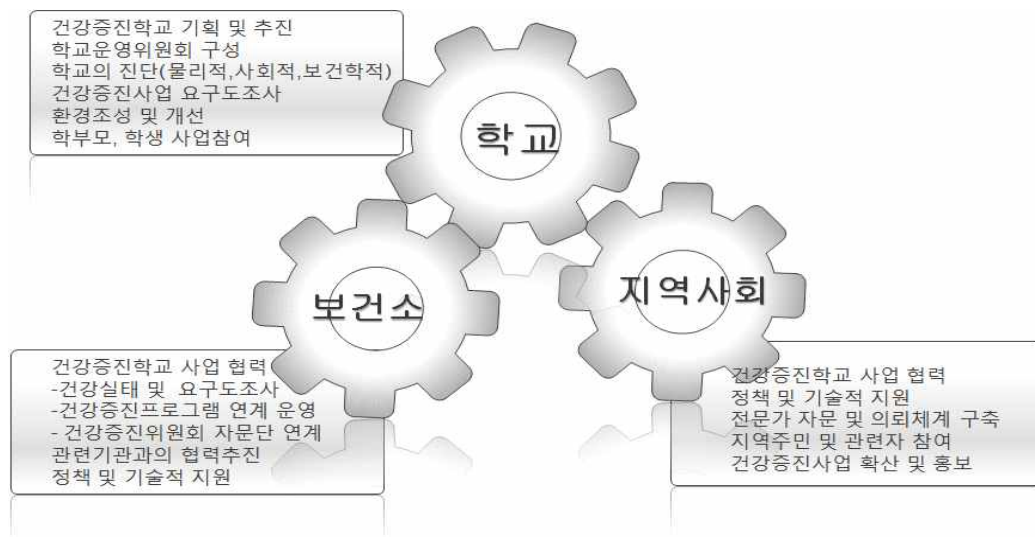 건강증진학교 기획 및 추진
학교운영위원회 구성
학교의 진단(물리적,사회적,보건학적)
건강증진사업 요구도조사
환경조성 및 개선
학부모, 학생 사업참여
학교
보건소
지역사회
건강증진학교 사업 협력
-건강실태 및 요구도조사
-건강증진프로그램 연계 운영
- 건강증진위원회 자문단 연계
관련기관과의 협력추진
정책 및 기술적 지원
건강증진학교 사업 협력
정책 및 기술적 지원
전문가 자문 및 의뢰체계 구축
지역주민 및 관련자 참여
건강증진사업 확산 및 홍보